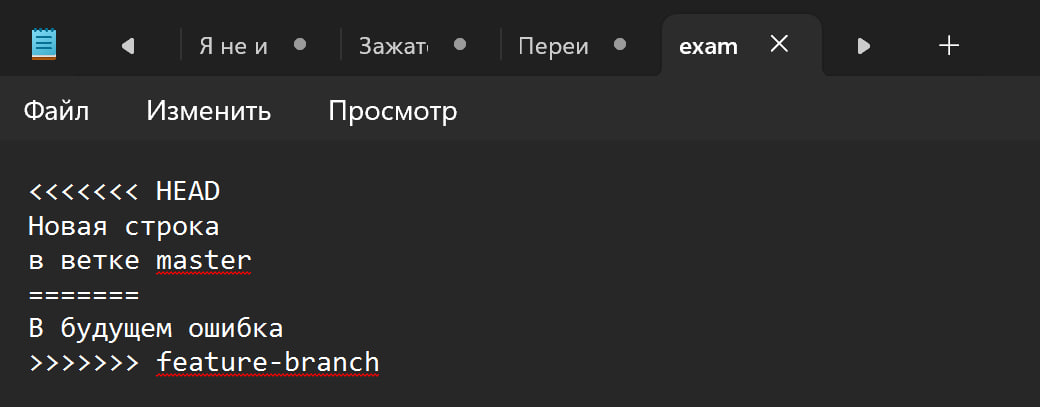 Я не и
Зажат
Переи
exam
Файл
Изменить
Просмотр
<<<<<<< HEAD
Новая строка
в ветке master
=======
В будущем ошибка
>>>>>>> feature-branch